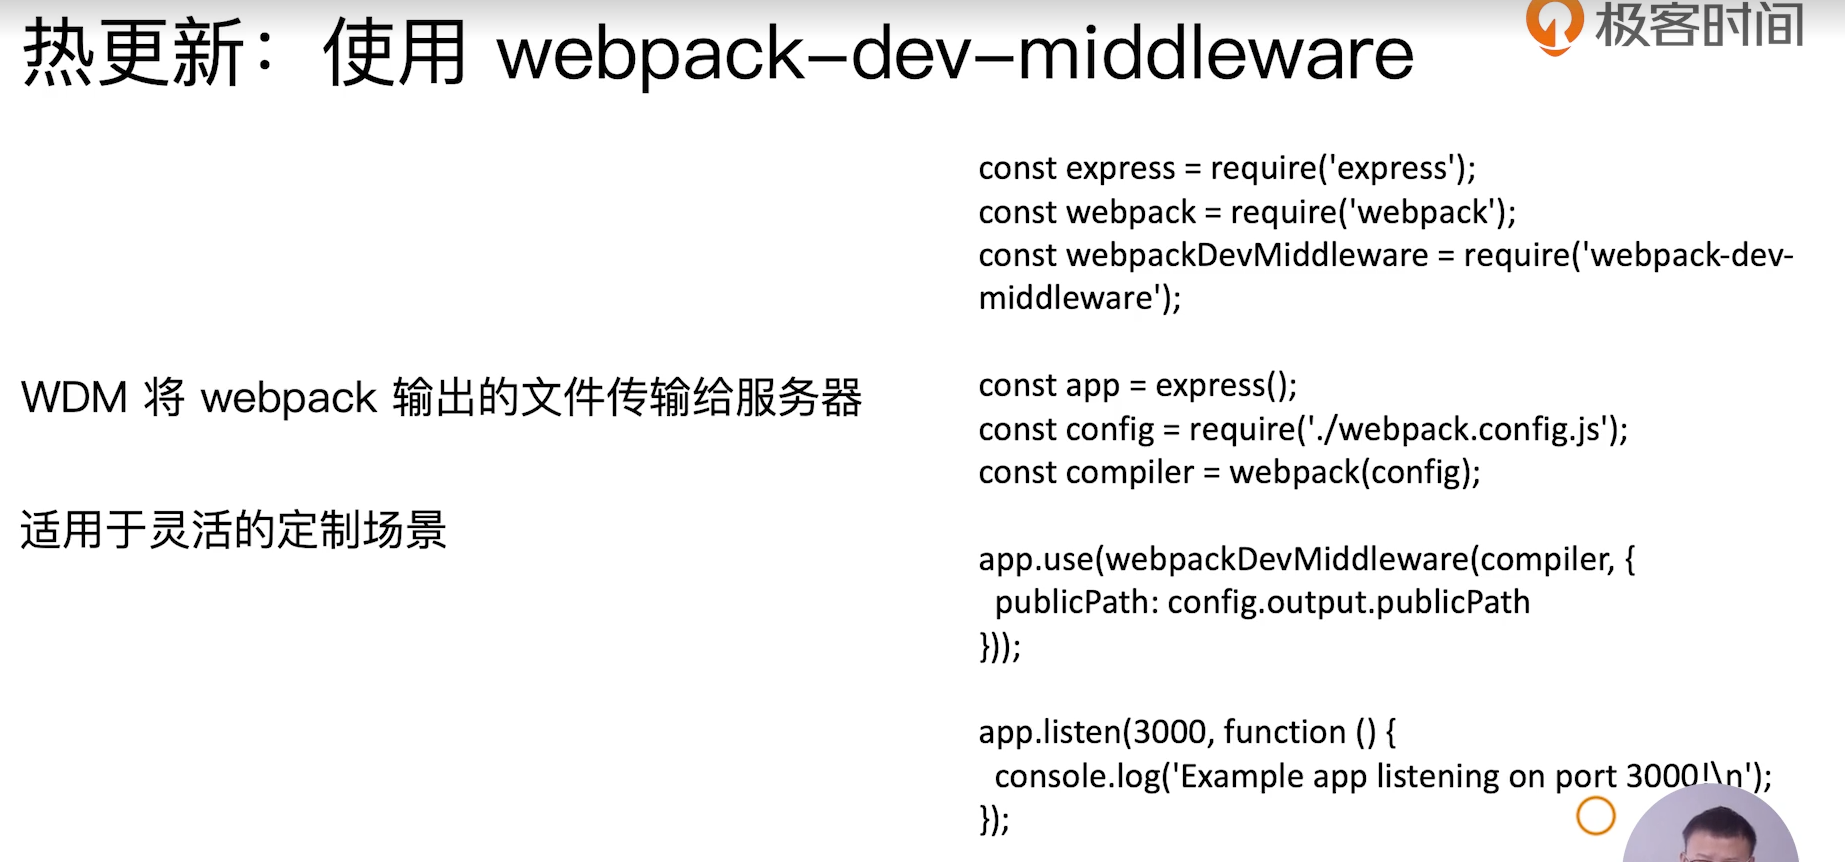 热更新：使用 webpack-dev-middleware
极客时间
const express = require('express');
const webpack = require('webpack');
const webpackDevMiddleware = require('webpack-dev-
middleware');
WDM 将 webpack 输出的文件传输给服务器
适用于灵活的定制场景
const app = express();
const config = require('./webpack.config.js');
const compiler = webpack(config);
app.use(webpackDevMiddleware(compiler, {
publicPath: config.output.publicPath
}));
app.listen(3000, function () {
console.log('Example app listening on port 3000!\n');
});